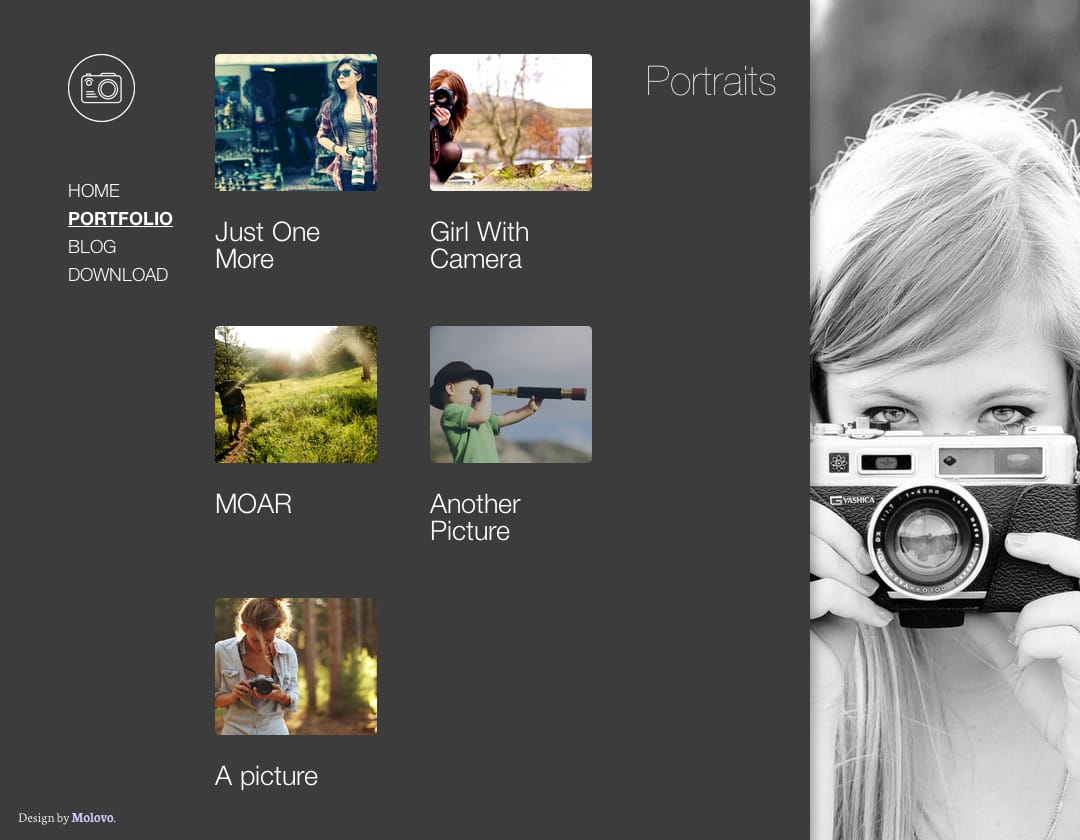 HOME
PORTFOLIO
BLOG
DOWNLOAD
Just One
More
Girl With
Camera
Portraits
MOAR
Another
Picture
A picture
Design by Molovo.
YASHICA